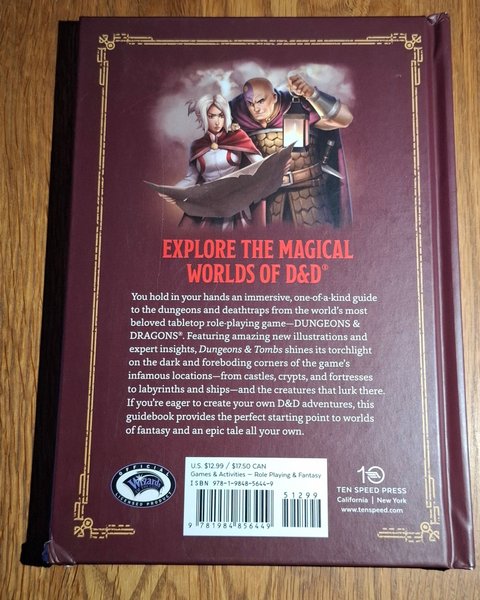 EXPLORE THE MAGICAL
WORLDS OF D&D®
You hold in your hands an immersive, one-of-a-kind guide
to the dungeons and deathtraps from the world's most
beloved tabletop role-playing game—DUNGEONS &
DRAGONS®. Featuring amazing new illustrations and
expert insights, Dungeons & Tombs shines its torchlight
on the dark and foreboding corners of the game's
infamous locations—from castles, crypts, and fortresses
to labyrinths and ships—and the creatures that lurk there.
If you're eager to create your own D&D adventures, this
guidebook provides the perfect starting point to worlds
of fantasy and an epic tale all your own.
OFFICIAL
Wizards
LICENSED PRODUCT
U.S. $12.99 / $17.50 CAN
Games & Activities — Role Playing & Fantasy
ISBN 978-1-9848-5644-9
51299
9 781984 856449
10
TEN SPEED PRESS
California | New York
www.tenspeed.com